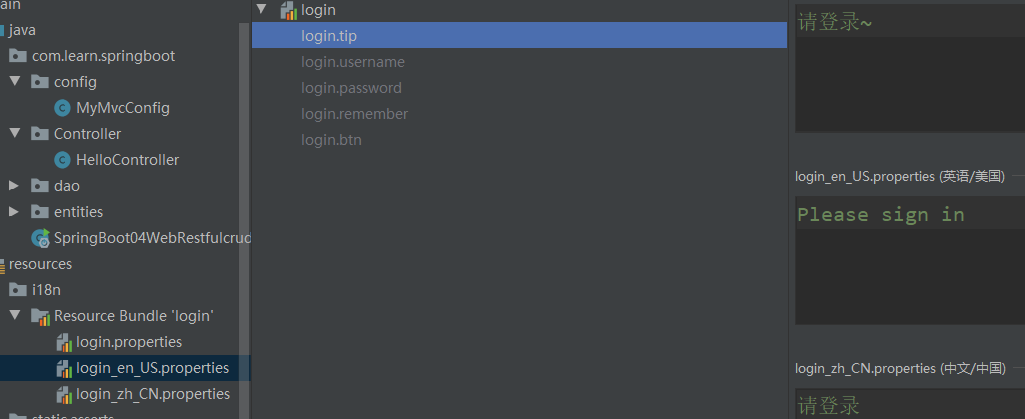 ain
java
com.learn.springboot
config
MyMvcConfig
Controller
HelloController
dao
entities
SpringBoot04WebRestfulcrud
resources
i18n
Resource Bundle 'login'
login.properties
login_en_US.properties
login_zh_CN.properties
static.asserts
login
login.tip
login.username
login.password
login.remember
login.btn
请登录~
login_en_US.properties (英语/美国)
Please sign in
login_zh_CN.properties (中文/中国)
请登录